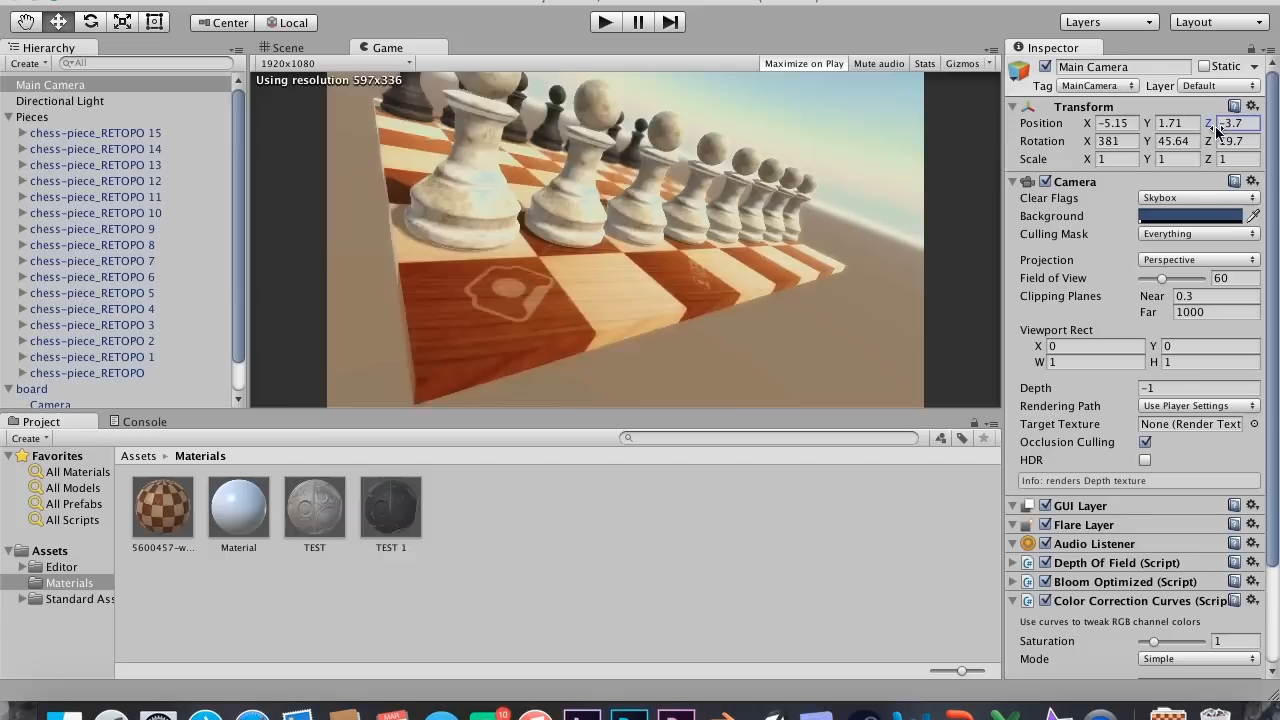 Center
Local
Layers
Layout
Hierarchy
Create
All
Main Camera
Directional Light
Pieces
chess-piece_RETOPO 15
chess-piece_RETOPO 14
chess-piece_RETOPO 13
chess-piece_RETOPO 12
chess-piece_RETOPO 11
chess-piece_RETOPO 10
chess-piece_RETOPO 9
chess-piece_RETOPO 8
chess-piece_RETOPO 7
chess-piece_RETOPO 6
chess-piece_RETOPO 5
chess-piece_RETOPO 4
chess-piece_RETOPO 3
chess-piece_RETOPO 2
chess-piece_RETOPO 1
chess-piece_RETOPO
board
Camera
Scene
Game
1920x1080
Maximize on Play
Mute audio
Stats
Gizmos
Using resolution 597x336
Inspector
Main Camera
Static
Tag MainCamera Layer Default
Transform
Position X -5.15 Y 1.71 Z -3.7
Rotation X 381 Y 45.64 Z
Scale X 1 Y 1 Z 1
Camera
Clear Flags Skybox
Background
Culling Mask Everything
Projection Perspective
Field of View 60
Clipping Planes Near 0.3
Far 1000
Viewport Rect
X 0 Y 0
W 1 H 1
Depth -1
Rendering Path Use Player Settings
Target Texture None (Render Text
Occlusion Culling
HDR
Info: renders Depth texture
GUI Layer
Flare Layer
Audio Listener
Depth Of Field (Script)
Bloom Optimized (Script)
Color Correction Curves (Scrip
Use curves to tweak RGB channel colors
Saturation 1
Mode Simple
Project
Console
Create
Favorites
All Materials
All Models
All Prefabs
All Scripts
Assets
Editor
Materials
Standard Ass
Assets Materials
5600457-w...
Material
TEST
TEST 1
MAR
10